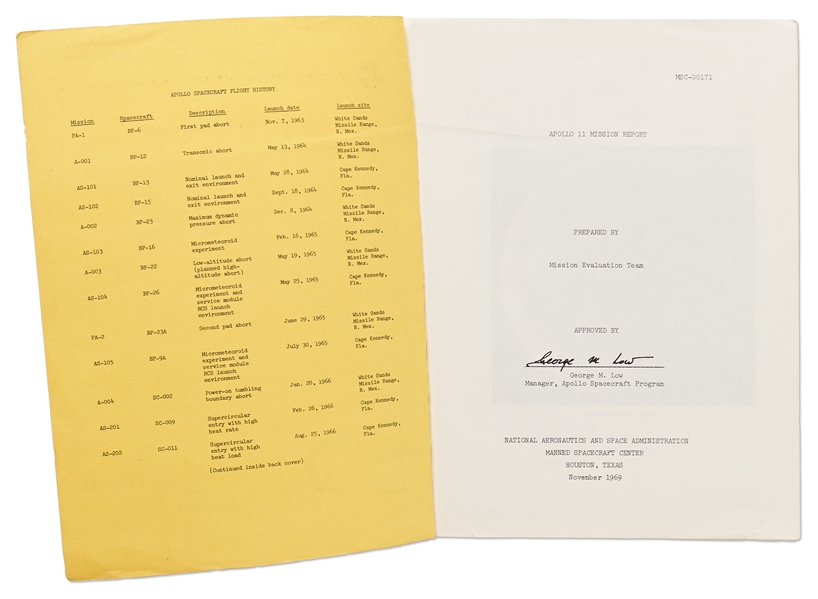 APOLLO SPACECRAFT FLIGHT HISTORY
Mission Spacecraft Description Launch date Launch site
PA-1 BP-6 First pad abort Nov. 7, 1963 White Sands
Missile Range,
N. Mex.
A-001 BP-12 Transonic abort May 13, 1964 White Sands
Missile Range,
N. Mex.
AS-101 BP-13 Nominal launch and May 28, 1964 Cape Kennedy,
exit environment Fla.
AS-102 BP-15 Nominal launch and Sept. 18, 1964 Cape Kennedy,
exit environment Fla.
A-002 BP-23 Maximum dynamic Dec. 8, 1964 White Sands
pressure abort Missile Range,
N. Mex.
AS-103 BP-16 Micrometeoroid Feb. 16, 1965 Cape Kennedy,
experiment Fla.
A-003 BP-22 Low-altitude abort May 19, 1965 White Sands
(planned high- Missile Range,
altitude abort) N. Mex.
AS-104 BP-26 Micrometeoroid May 25, 1965 Cape Kennedy,
experiment and Fla.
service module
RCS launch
environment
PA-2 BP-23A Second pad abort June 29, 1965 White Sands
Missile Range,
N. Mex.
AS-105 BP-9A Micrometeoroid July 30, 1965 Cape Kennedy,
experiment and Fla.
service module
RCS launch
environment
A-004 SC-002 Power-on tumbling Jan. 20, 1966 White Sands
boundary abort Missile Range,
N. Mex.
AS-201 SC-009 Supercircular Feb. 26, 1966 Cape Kennedy,
entry with high Fla.
heat rate
AS-202 SC-011 Supercircular Aug. 25, 1966 Cape Kennedy,
entry with high Fla.
heat load
(Continued inside back cover)
MSC-00171
APOLLO 11 MISSION REPORT
PREPARED BY
Mission Evaluation Team
APPROVED BY
George M Low
George M. Low
Manager, Apollo Spacecraft Program
NATIONAL AERONAUTICS AND SPACE ADMINISTRATION
MANNED SPACECRAFT CENTER
HOUSTON, TEXAS
November 1969